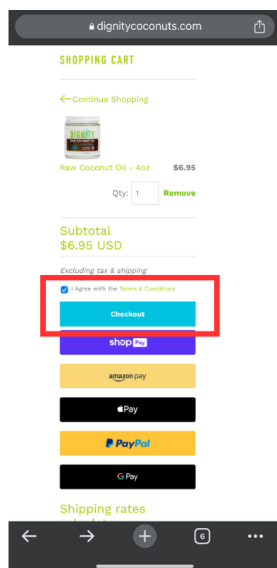 dignitycoconuts.com
SHOPPING CART
←Continue Shopping
DIGNITY
Raw Coconut Oil - 4oz $6.95
Qty: 1 Remove
Subtotal
$6.95 USD
Excluding tax & shipping
I Agree with the Terms & Conditions
Checkout
shop Pay
amazon pay
Pay
PayPal
G Pay
Shipping rates
6